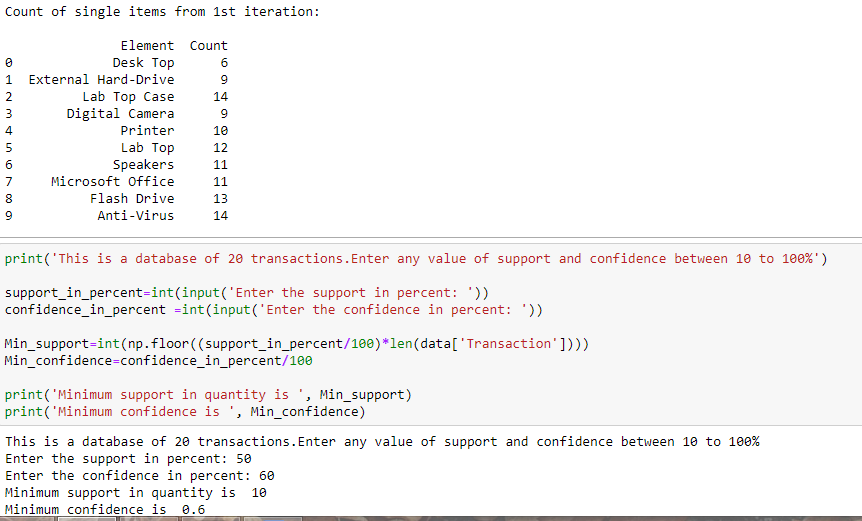 Count of single items from 1st iteration:
Element Count
0 Desk Top 6
1 External Hard-Drive 9
2 Lab Top Case 14
3 Digital Camera 9
4 Printer 10
5 Lab Top 12
6 Speakers 11
7 Microsoft Office 11
8 Flash Drive 13
9 Anti-Virus 14
print('This is a database of 20 transactions.Enter any value of support and confidence between 10 to 100%')
support_in_percent=int(input('Enter the support in percent: '))
confidence_in_percent =int(input('Enter the confidence in percent: '))
Min_support=int(np.floor((support_in_percent/100)*len(data['Transaction'])))
Min_confidence=confidence_in_percent/100
print('Minimum support in quantity is ', Min_support)
print('Minimum confidence is ', Min_confidence)
This is a database of 20 transactions.Enter any value of support and confidence between 10 to 100%
Enter the support in percent: 50
Enter the confidence in percent: 60
Minimum support in quantity is  10
Minimum confidence is  0.6